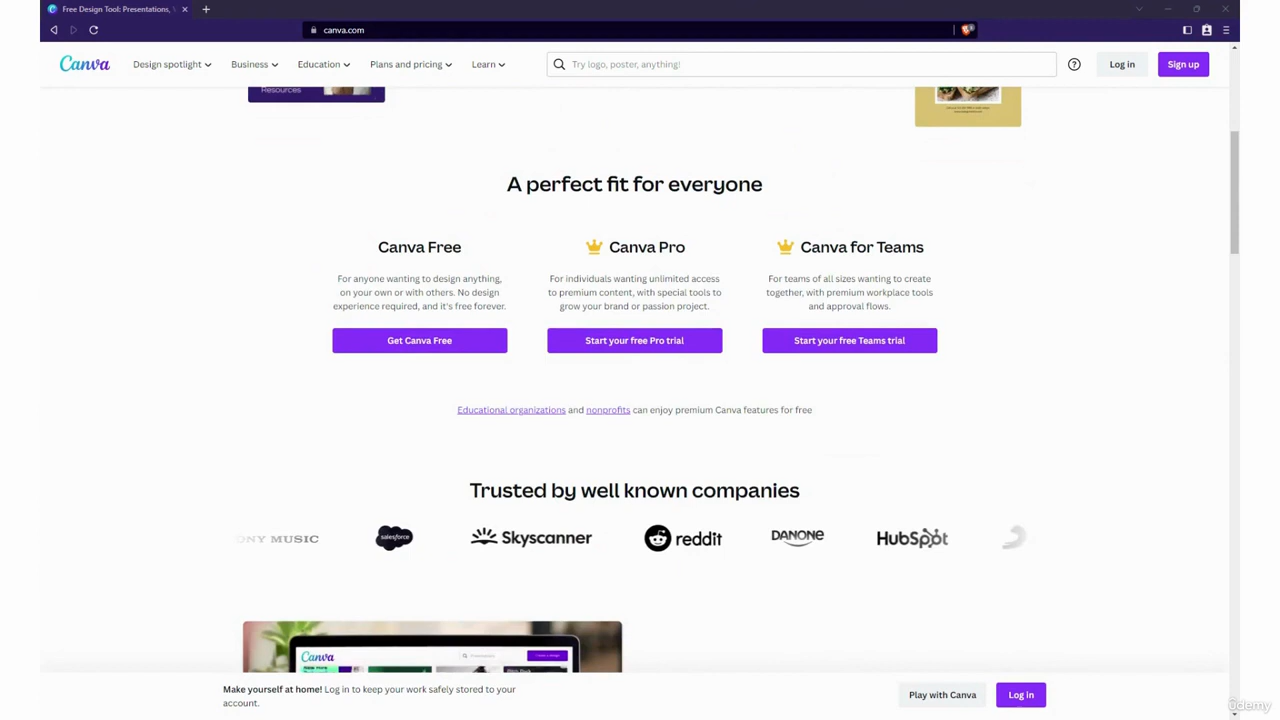 Free Design Tool: Presentations, V
canva.com
Canva
Design spotlight
Business
Education
Plans and pricing
Learn
Try logo, poster, anything!
Log in
Sign up
Resources
A perfect fit for everyone
Canva Free
Canva Pro
Canva for Teams
For anyone wanting to design anything,
on your own or with others. No design
experience required, and it's free forever.
For individuals wanting unlimited access
to premium content, with special tools to
grow your brand or passion project.
For teams of all sizes wanting to create
together, with premium workplace tools
and approval flows.
Get Canva Free
Start your free Pro trial
Start your free Teams trial
Educational organizations and nonprofits can enjoy premium Canva features for free
Trusted by well known companies
ONY MUSIC
salesforce
Skyscanner
reddit
DANONE
HubSpot
Canva
Make yourself at home! Log in to keep your work safely stored to your
account.
Play with Canva
Log in
ûdemy